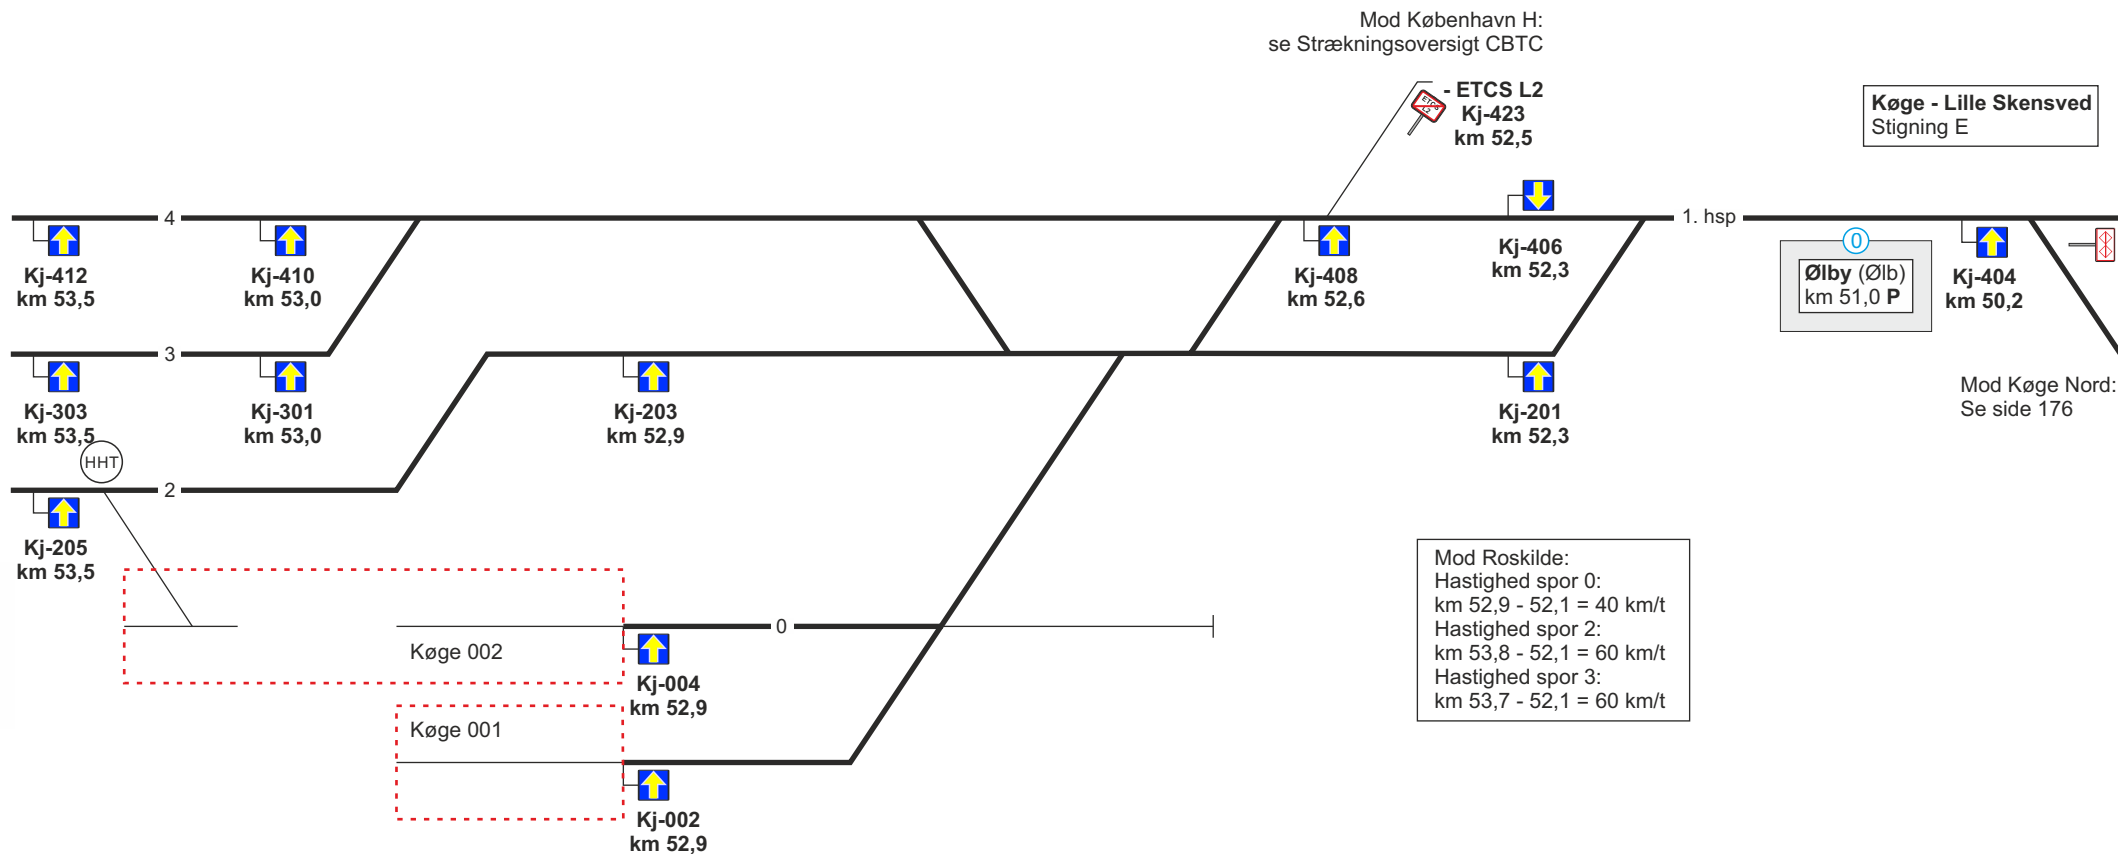 Mod København H:
se Strækningsoversigt CBTC
- ETCS L2
Kj-423
km 52,5
ETCS
L2
Køge - Lille Skensved
Stigning E
4
Kj-412
km 53,5
Kj-410
km 53,0
Kj-408
km 52,6
Kj-406
km 52,3
1. hsp
0
Ølby (Ølb)
km 51,0 P
Kj-404
km 50,2
3
Kj-303
km 53,5
Kj-301
km 53,0
Kj-203
km 52,9
Kj-201
km 52,3
Mod Køge Nord:
Se side 176
HHT
2
Kj-205
km 53,5
Køge 002
0
Kj-004
km 52,9
Køge 001
Kj-002
km 52,9
Mod Roskilde:
Hastighed spor 0:
km 52,9 - 52,1 = 40 km/t
Hastighed spor 2:
km 53,8 - 52,1 = 60 km/t
Hastighed spor 3:
km 53,7 - 52,1 = 60 km/t